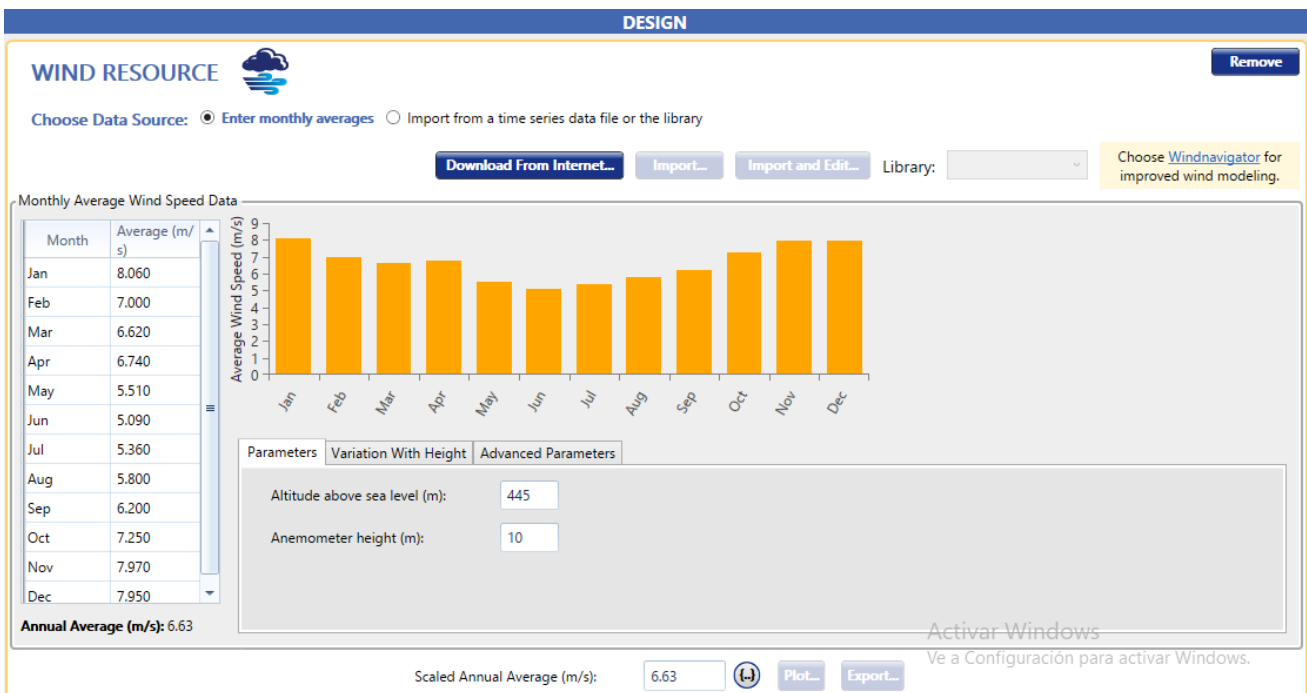 DESIGN
WIND RESOURCE
Remove
Choose Data Source: Enter monthly averages Import from a time series data file or the library
Download From Internet... Import... Import and Edit... Library:
Choose Windnavigator for
improved wind modeling.
Monthly Average Wind Speed Data
Month Average (m/
s)
Jan 8.060
Feb 7.000
Mar 6.620
Apr 6.740
May 5.510
Jun 5.090
Jul 5.360
Aug 5.800
Sep 6.200
Oct 7.250
Nov 7.970
Dec 7.950
Annual Average (m/s): 6.63
Average Wind Speed (m/s)
9
8
7
6
5
4
3
2
1
0
Jan Feb Mar Apr May Jun Jul Aug Sep Oct Nov Dec
Parameters Variation With Height Advanced Parameters
Altitude above sea level (m): 445
Anemometer height (m): 10
Activar Windows
Ve a Configuración para activar Windows.
Scaled Annual Average (m/s): 6.63 {..} Plot... Export...